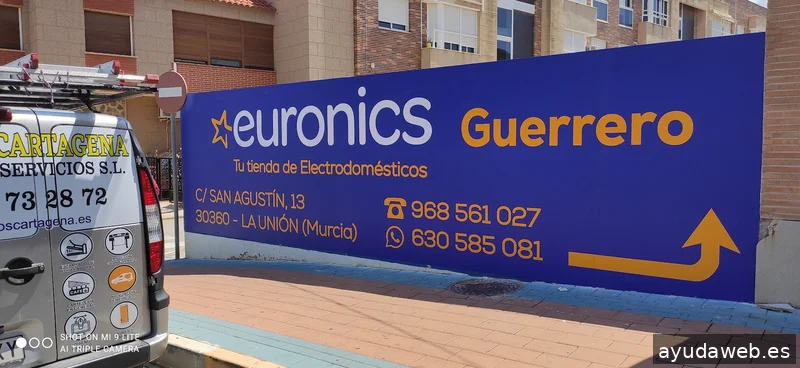 euronics Guerrero
Tu tienda de Electrodomésticos
C/ SAN AGUSTÍN, 13
30360 - LA UNIÓN (Murcia)
968 561 027
630 585 081
CARTAGENA
SERVICIOS S.L.
73 28 72
oscartagena.es
SHOT ON MI 9 LITE
AI TRIPLE CAMERA
ayudaweb.es